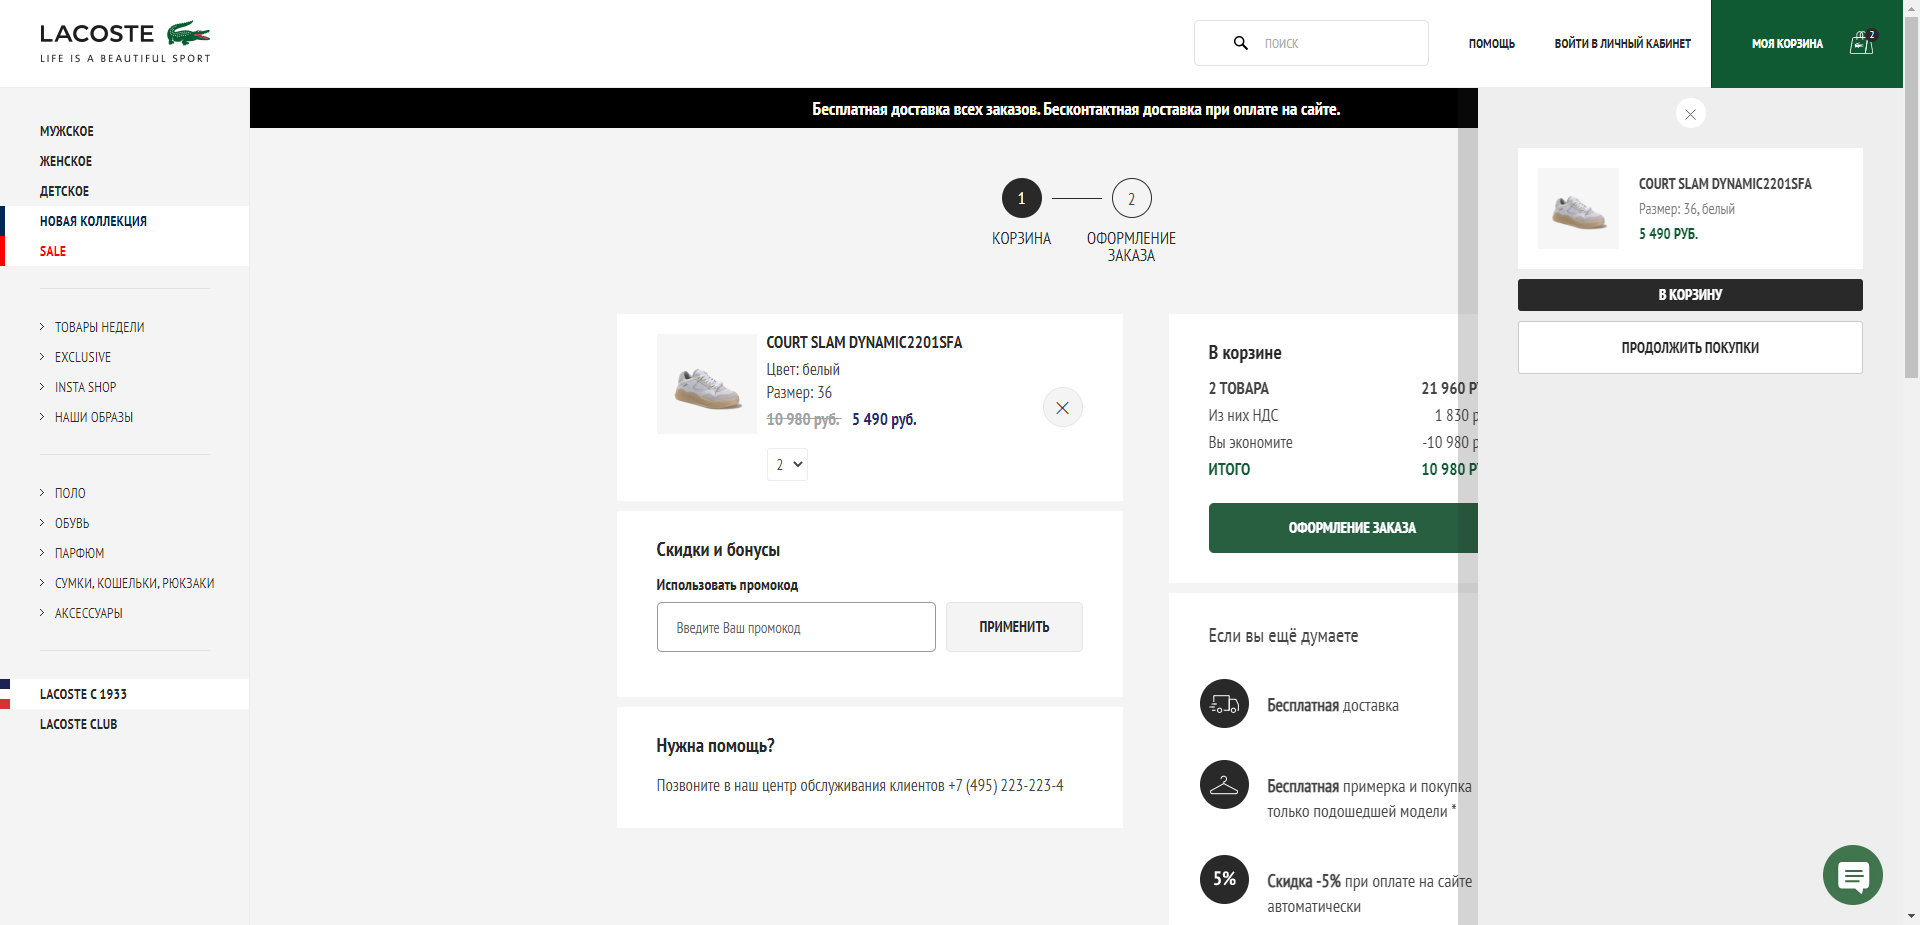 LACOSTE
LIFE IS A BEAUTIFUL SPORT
ПОИСК
ПОМОЩЬ
ВОЙТИ В ЛИЧНЫЙ КАБИНЕТ
МОЯ КОРЗИНА
2
МУЖСКОЕ
ЖЕНСКОЕ
ДЕТСКОЕ
НОВАЯ КОЛЛЕКЦИЯ
SALE
ТОВАРЫ НЕДЕЛИ
EXCLUSIVE
INSTA SHOP
НАШИ ОБРАЗЫ
ПОЛО
ОБУВЬ
ПАРФЮМ
СУМКИ, КОШЕЛЬКИ, РЮКЗАКИ
АКСЕССУАРЫ
LACOSTE С 1933
LACOSTE CLUB
Бесплатная доставка всех заказов. Бесконтактная доставка при оплате на сайте.
1
2
КОРЗИНА
ОФОРМЛЕНИЕ
ЗАКАЗА
COURT SLAM DYNAMIC2201SFA
Цвет: белый
Размер: 36
10 980 руб. 5 490 руб.
2
Скидки и бонусы
Использовать промокод
Введите Ваш промокод
ПРИМЕНИТЬ
Нужна помощь?
Позвоните в наш центр обслуживания клиентов +7 (495) 223-223-4
В корзине
2 ТОВАРА 21 960 РУ
Из них НДС 1 830 р
Вы экономите -10 980 р
ИТОГО 10 980 РУ
ОФОРМЛЕНИЕ ЗАКАЗА
Если вы ещё думаете
Бесплатная доставка
Бесплатная примерка и покупка
только подошедшей модели *
5%
Скидка -5% при оплате на сайте
автоматически
COURT SLAM DYNAMIC2201SFA
Размер: 36, белый
5 490 РУБ.
В КОРЗИНУ
ПРОДОЛЖИТЬ ПОКУПКИ